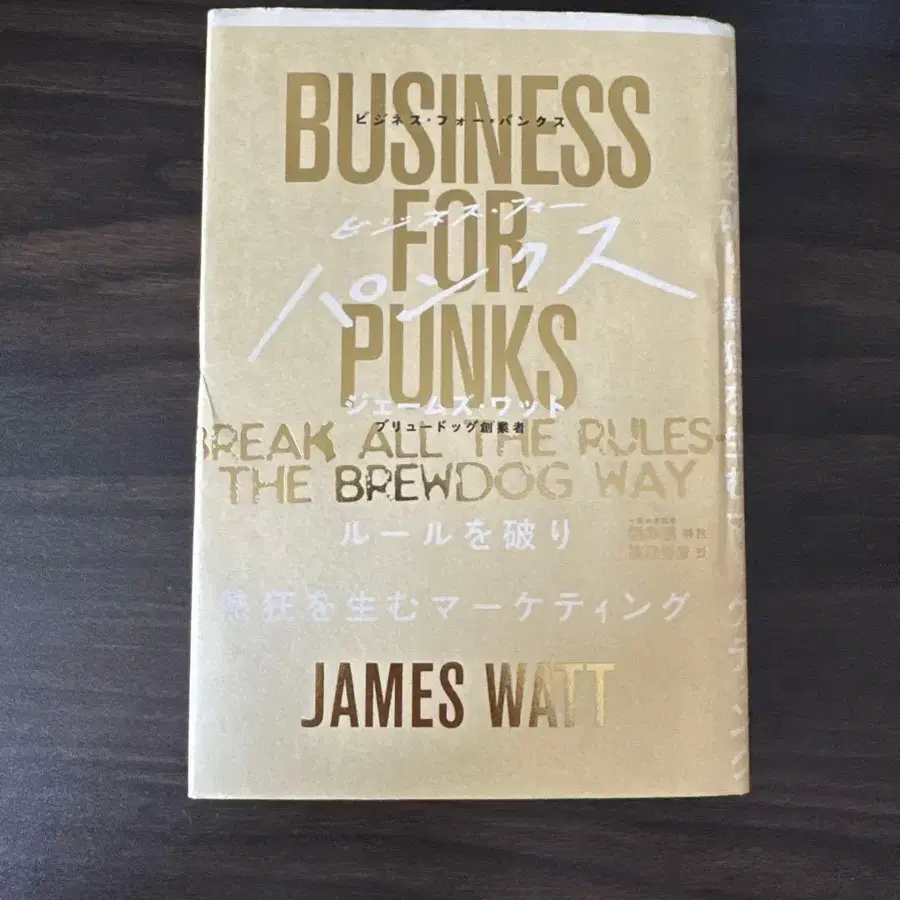 BUSINESS
ビジネス・フォー・パンクス
FOR
ビジネス・フォー
パンクス
PUNKS
ジェームズ・ワット
ブリュードッグ創業者
BREAK ALL THE RULES-
THE BREWDOG WAY
ルールを破り
熱狂を生むマーケティング
JAMES WATT